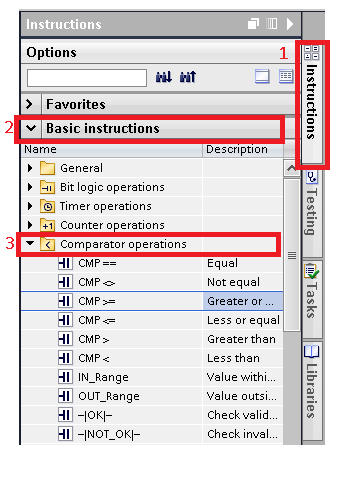 Instructions
Options
1
Favorites
2
Basic instructions
Name Description
General
Bit logic operations
Timer operations
+1 Counter operations
3
< Comparator operations
CMP == Equal
CMP <> Not equal
CMP >= Greater or ...
CMP <= Less or equal
CMP > Greater than
CMP < Less than
IN_Range Value withi...
OUT_Range Value outsi...
–|OK|– Check valid...
–|NOT_OK|– Check inval...
Instructions
Testing
Tasks
Libraries